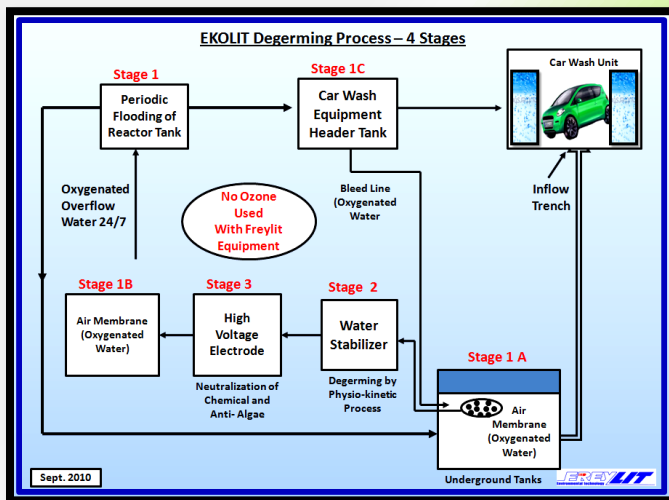 EKOLIT Degerming Process – 4 Stages
Stage 1
Periodic
Flooding of
Reactor Tank
Stage 1C
Car Wash
Equipment
Header Tank
Car Wash Unit
Oxygenated
Overflow
Water 24/7
No Ozone
Used
With Freylit
Equipment
Bleed Line
(Oxygenated
Water
Inflow
Trench
Stage 1B
Air Membrane
(Oxygenated
Water)
Stage 3
High
Voltage
Electrode
Neutralization of
Chemical and
Anti- Algae
Stage 2
Water
Stabilizer
Degerming by
Physio-kinetic
Process
Stage 1 A
Air
Membrane
(Oxygenated
Water)
Underground Tanks
Sept. 2010